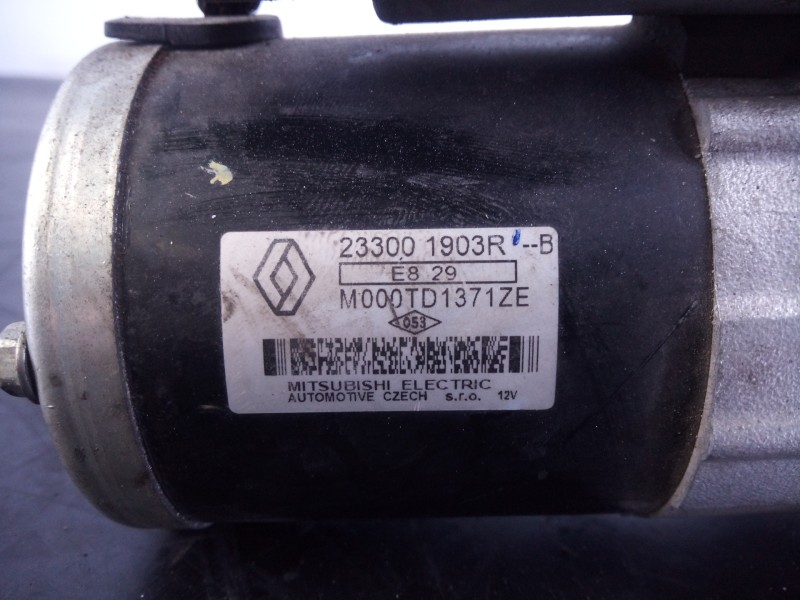 23300 1903R --B
E8 29
M000TD1371ZE
053
MITSUBISHI ELECTRIC
AUTOMOTIVE CZECH s.r.o. 12V